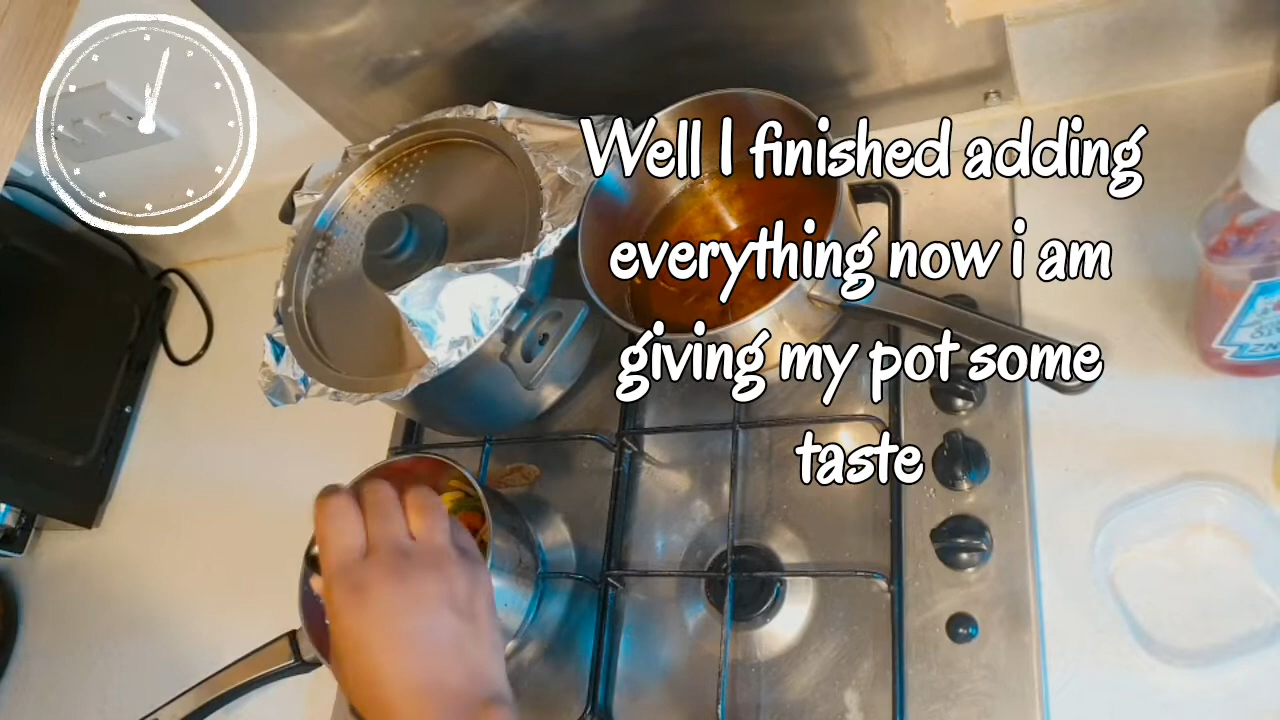 Well I finished adding
everything now i am
giving my pot some
taste